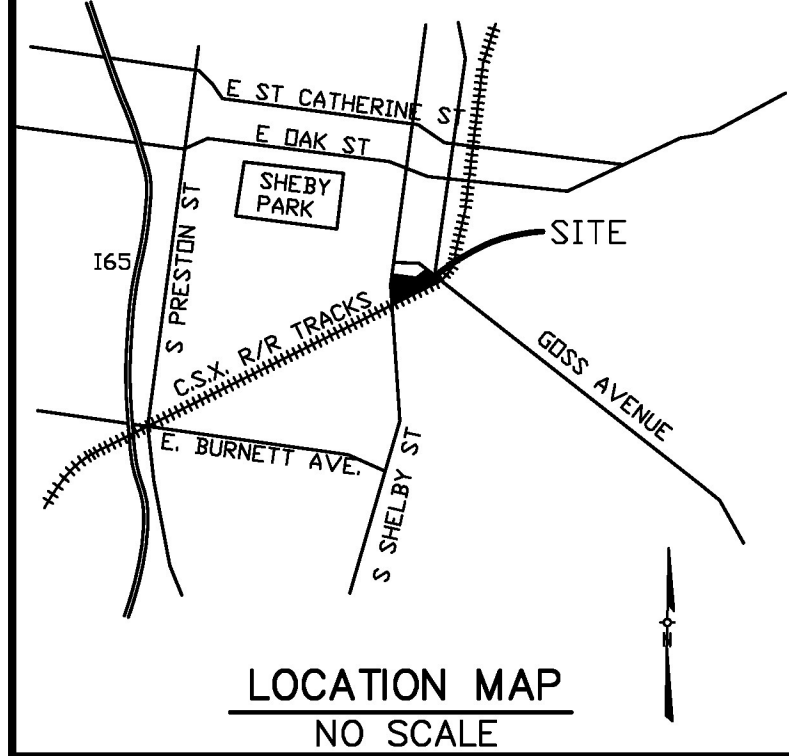 E ST CATHERINE ST
E OAK ST
SHEBY
PARK
SITE
I65
S PRESTON ST
C.S.X. R/R TRACKS
GOSS AVENUE
E. BURNETT AVE.
S SHELBY ST
N
LOCATION MAP
NO SCALE